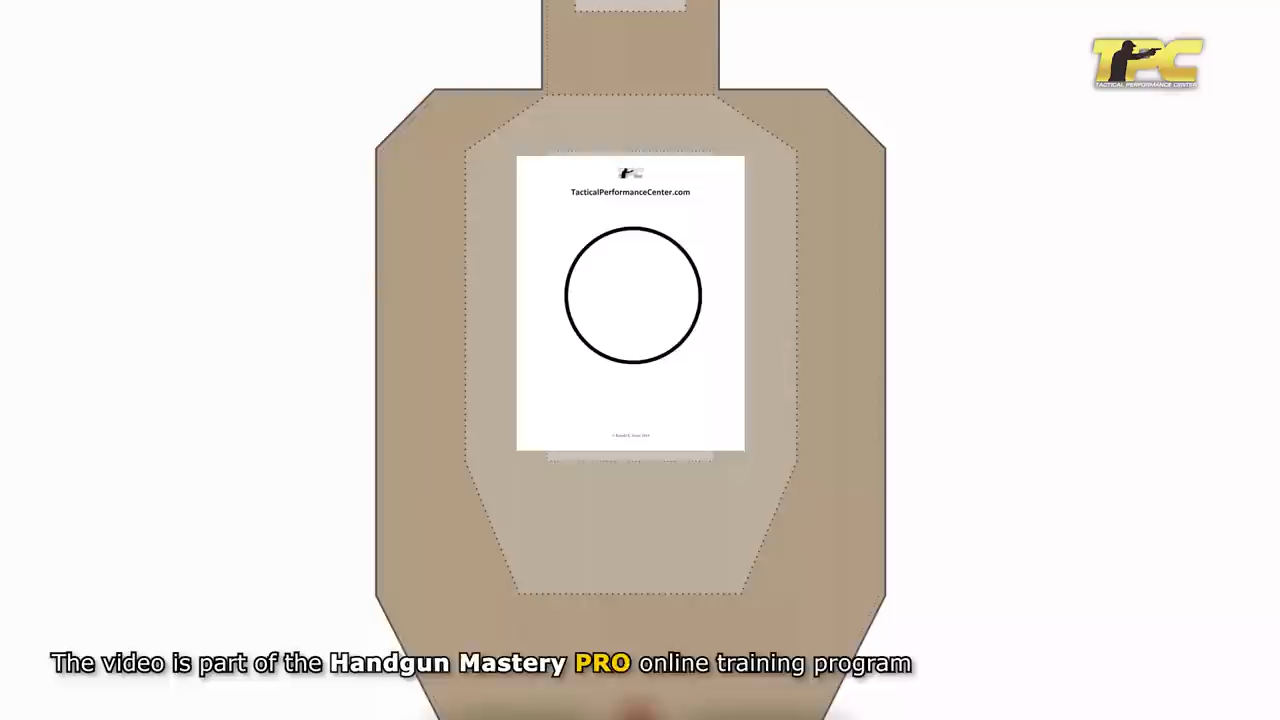 TPC
TACTICAL PERFORMANCE CENTER
TacticalPerformanceCenter.com
The video is part of the Handgun Mastery PRO online training program